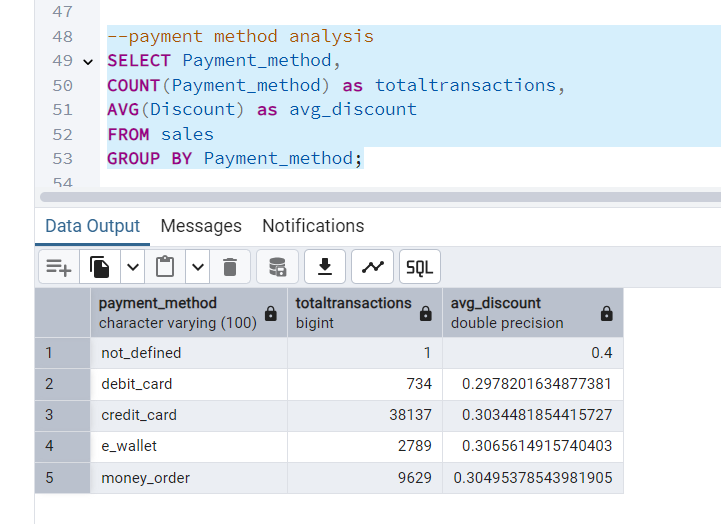 47
48 --payment method analysis
49 SELECT Payment_method,
50 COUNT(Payment_method) as totaltransactions,
51 AVG(Discount) as avg_discount
52 FROM sales
53 GROUP BY Payment_method;
54
Data Output Messages Notifications
SQL
payment_method totaltransactions avg_discount
character varying (100) bigint double precision
1 not_defined 1 0.4
2 debit_card 734 0.2978201634877381
3 credit_card 38137 0.3034481854415727
4 e_wallet 2789 0.3065614915740403
5 money_order 9629 0.30495378543981905